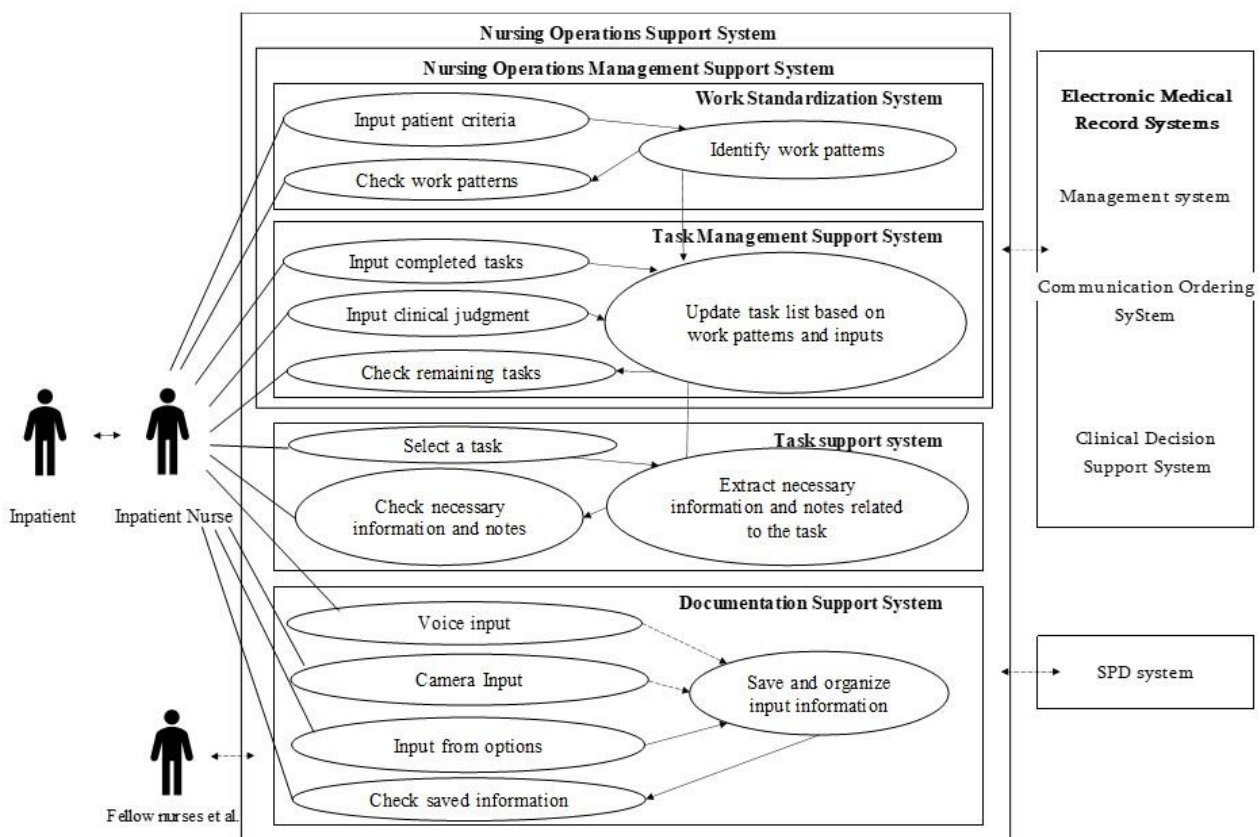 Nursing Operations Support System
Nursing Operations Management Support System
Work Standardization System
Input patient criteria
Identify work patterns
Check work patterns
Task Management Support System
Input completed tasks
Input clinical judgment
Update task list based on
work patterns and inputs
Check remaining tasks
Task support system
Select a task
Extract necessary
information and notes related
to the task
Check necessary
information and notes
Documentation Support System
Voice input
Camera Input
Save and organize
input information
Input from options
Check saved information
Inpatient
Inpatient Nurse
Fellow nurses et al.
Electronic Medical
Record Systems
Management system
Communication Ordering
SyStem
Clinical Decision
Support System
SPD system